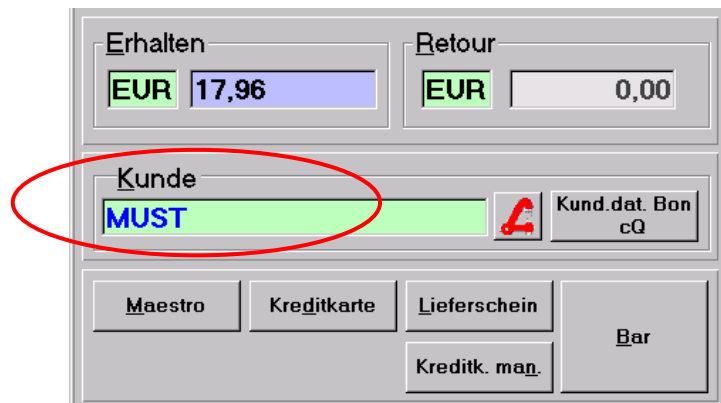 Erhalten
EUR 17,96
Retour
EUR 0,00
Kunde
MUST
Kund.dat. Bon
cQ
Maestro
Kreditkarte
Lieferschein
Bar
Kreditk. man.